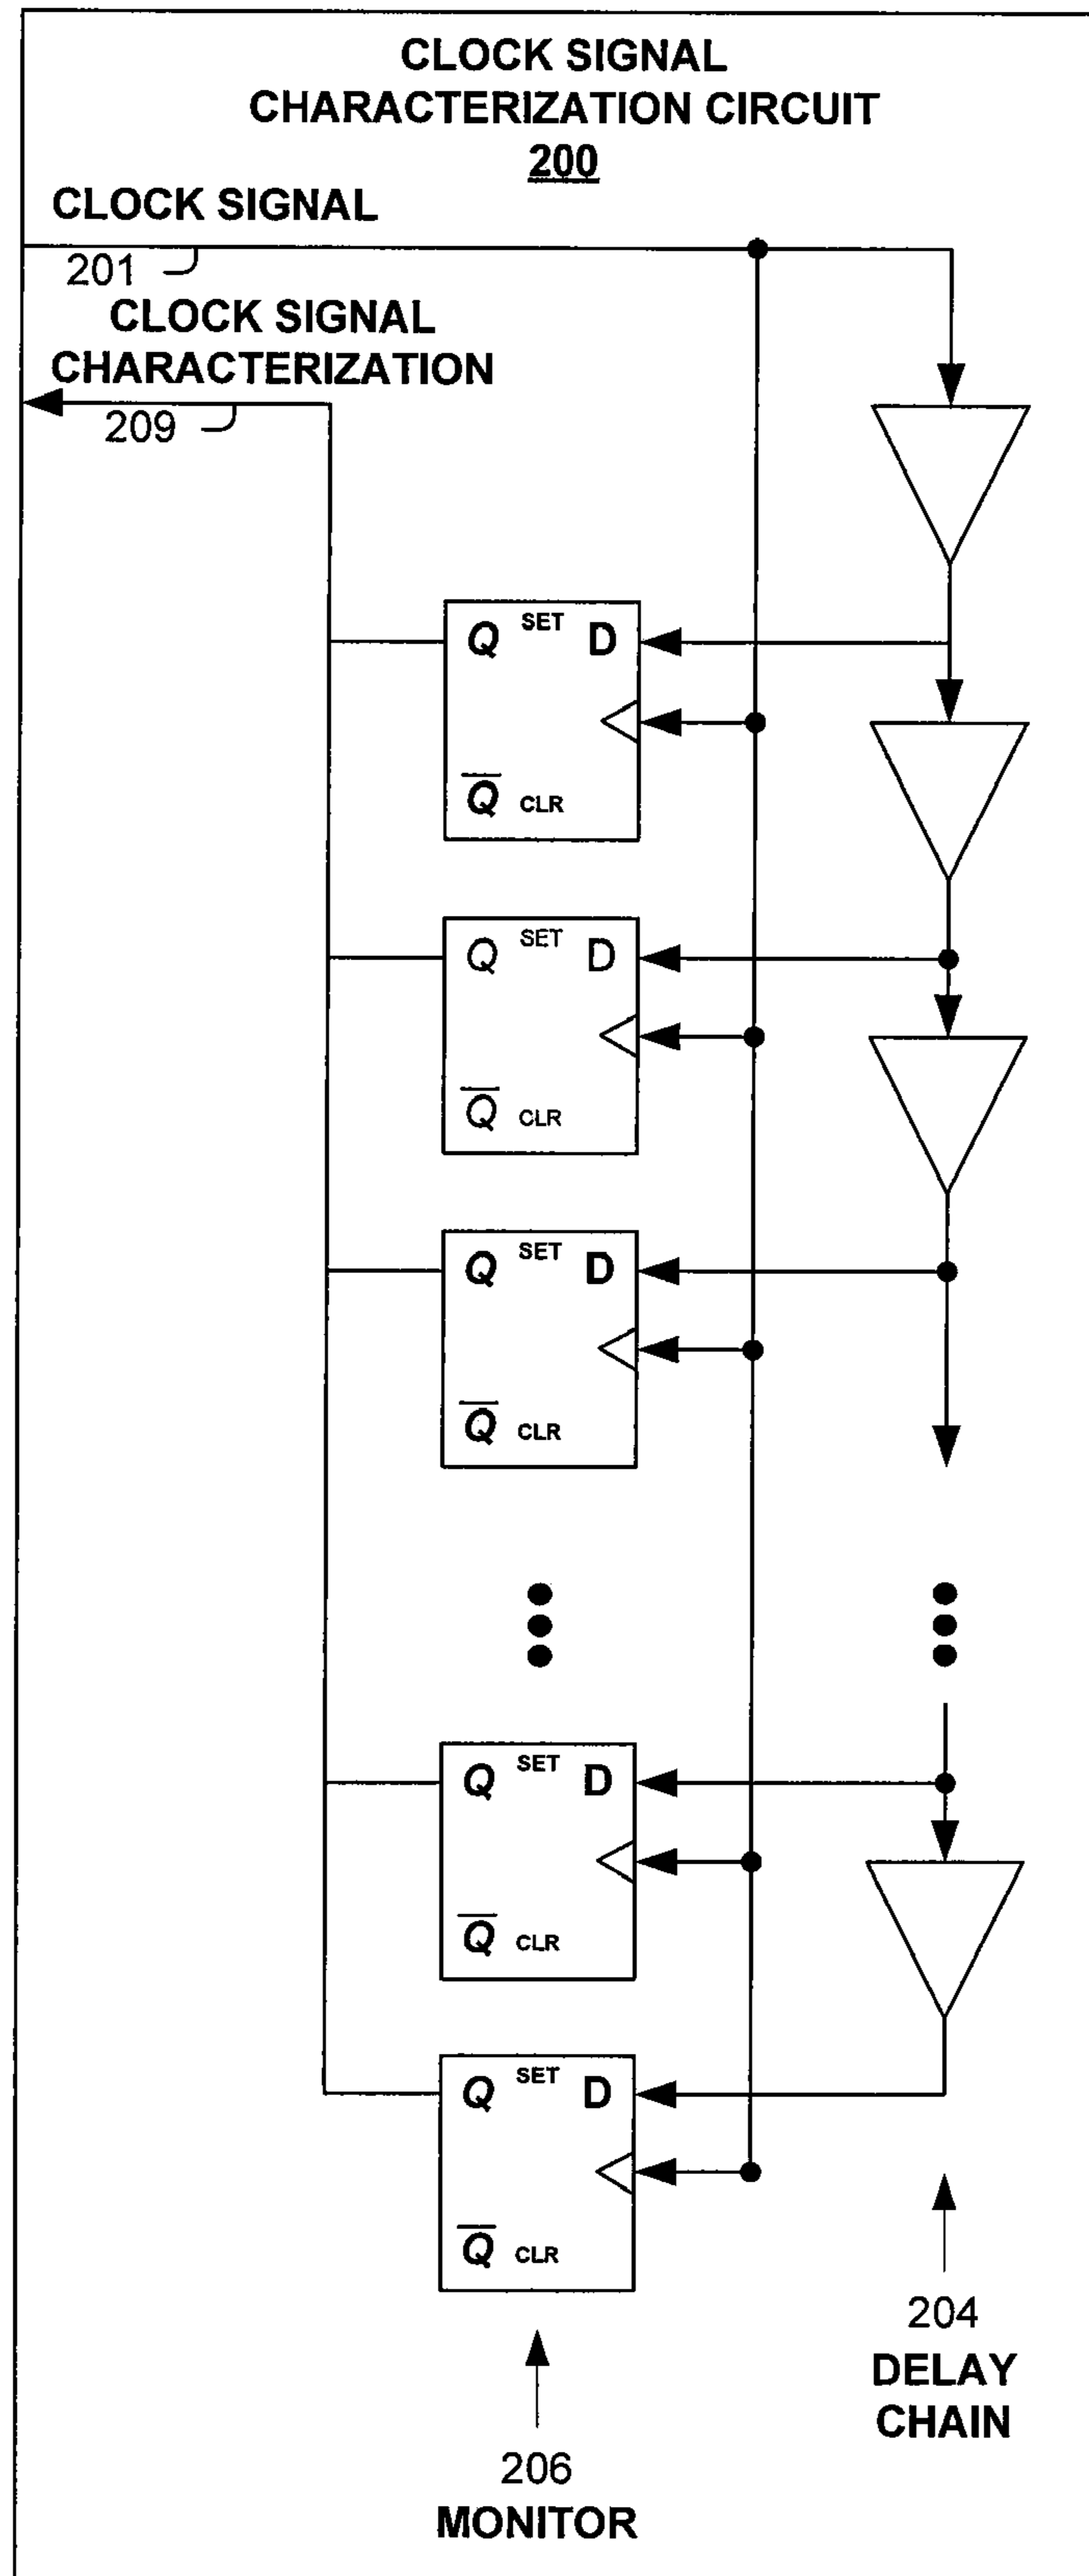 CLOCK SIGNAL
CHARACTERIZATION CIRCUIT
200
CLOCK SIGNAL
201
CLOCK SIGNAL
CHARACTERIZATION
209
Q SET D
Q̅ CLR
Q SET D
Q̅ CLR
Q SET D
Q̅ CLR
Q SET D
Q̅ CLR
Q SET D
Q̅ CLR
204
DELAY
CHAIN
206
MONITOR